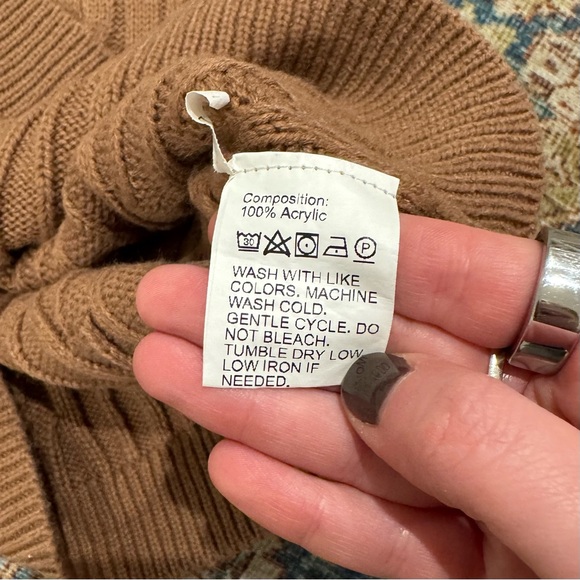 Composition:
100% Acrylic
30 P
WASH WITH LIKE
COLORS. MACHINE
WASH COLD.
GENTLE CYCLE. DO
NOT BLEACH.
TUMBLE DRY LOW
LOW IRON IF
NEEDED.